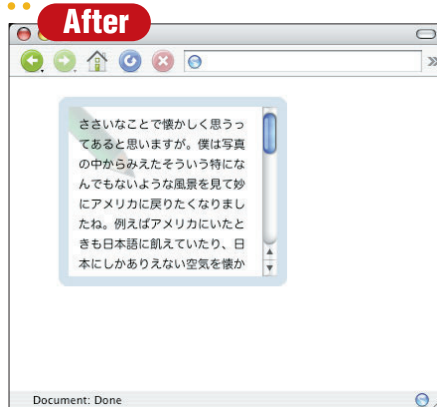 After
ささいなことで懐かしく思うっ
てあると思いますが。僕は写真
の中からみえたそういう特にな
んでもないような風景を見て妙
にアメリカに戻りたくなりまし
たね。例えばアメリカにいたと
きも日本語に飢えていたり、日
本にしかありえない空気を懐か
Document: Done